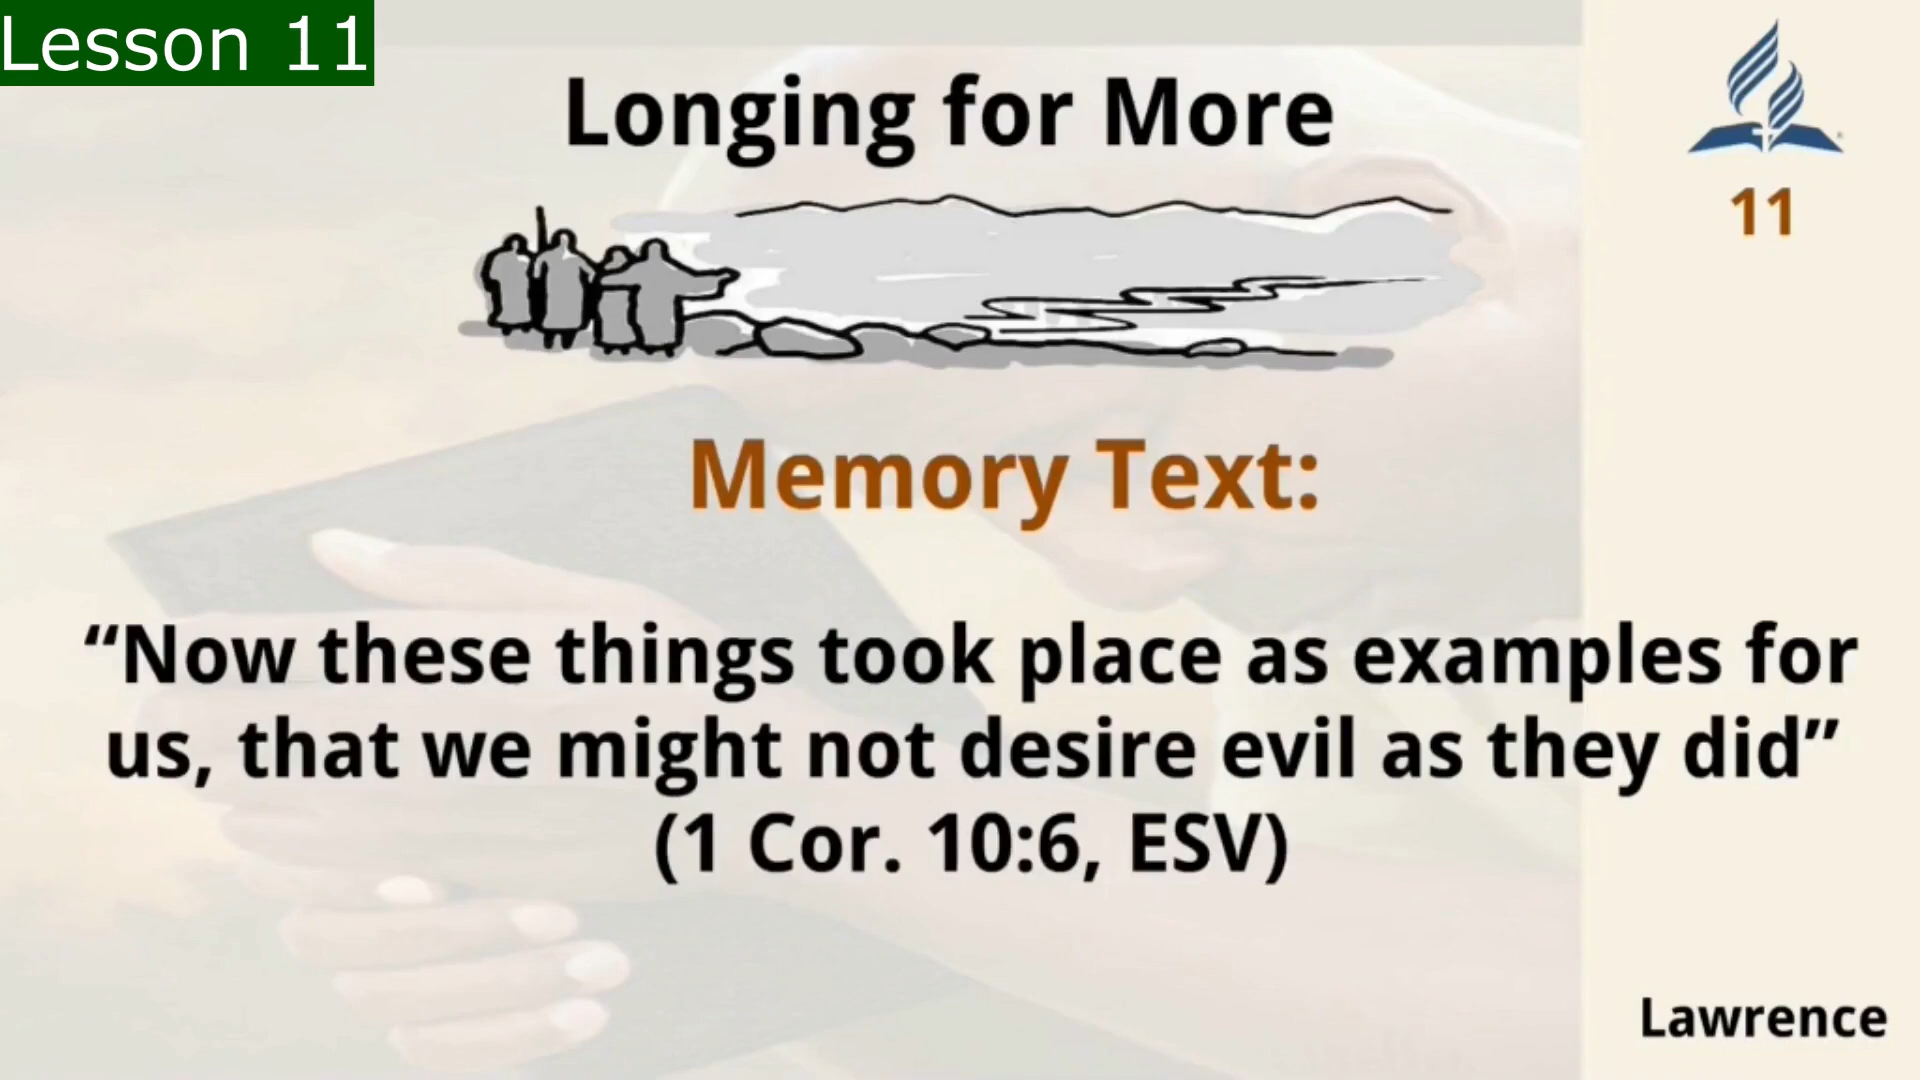 Lesson 11
Longing for More
11
Memory Text:
“Now these things took place as examples for
us, that we might not desire evil as they did”
(1 Cor. 10:6, ESV)
Lawrence